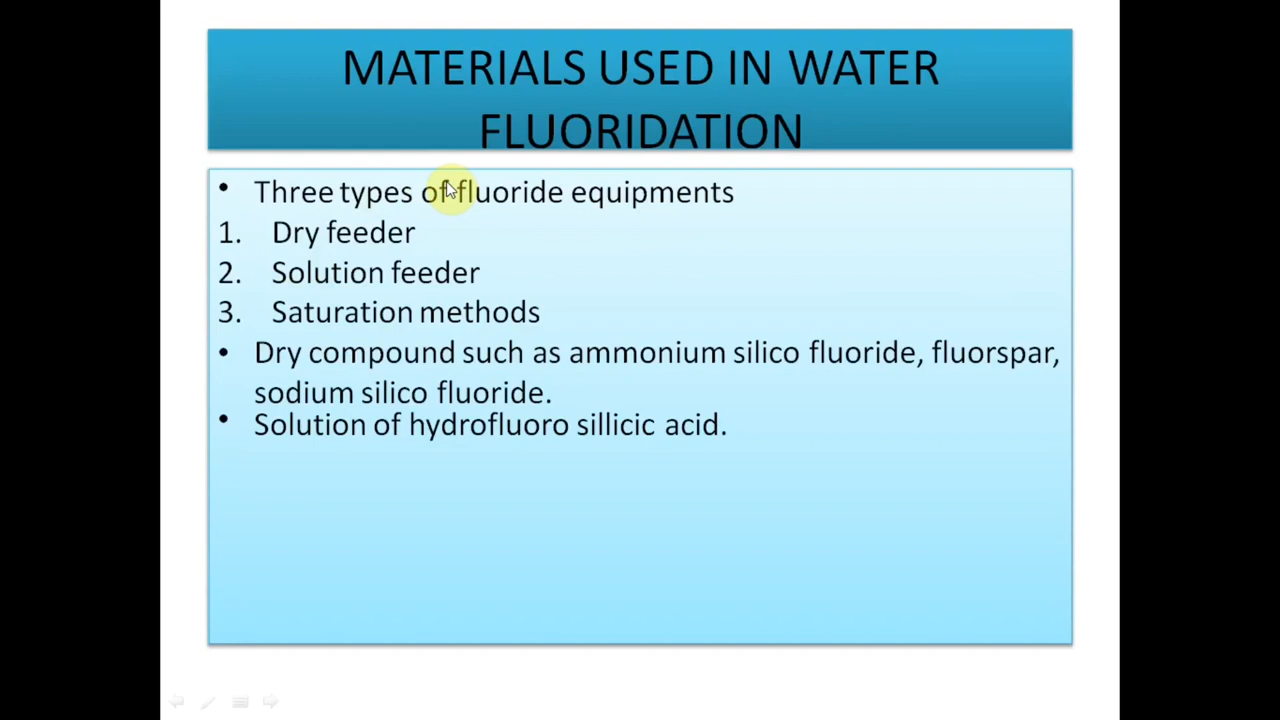 MATERIALS USED IN WATER
FLUORIDATION
• Three types of fluoride equipments
1. Dry feeder
2. Solution feeder
3. Saturation methods
• Dry compound such as ammonium silico fluoride, fluorspar,
sodium silico fluoride.
• Solution of hydrofluoro sillicic acid.